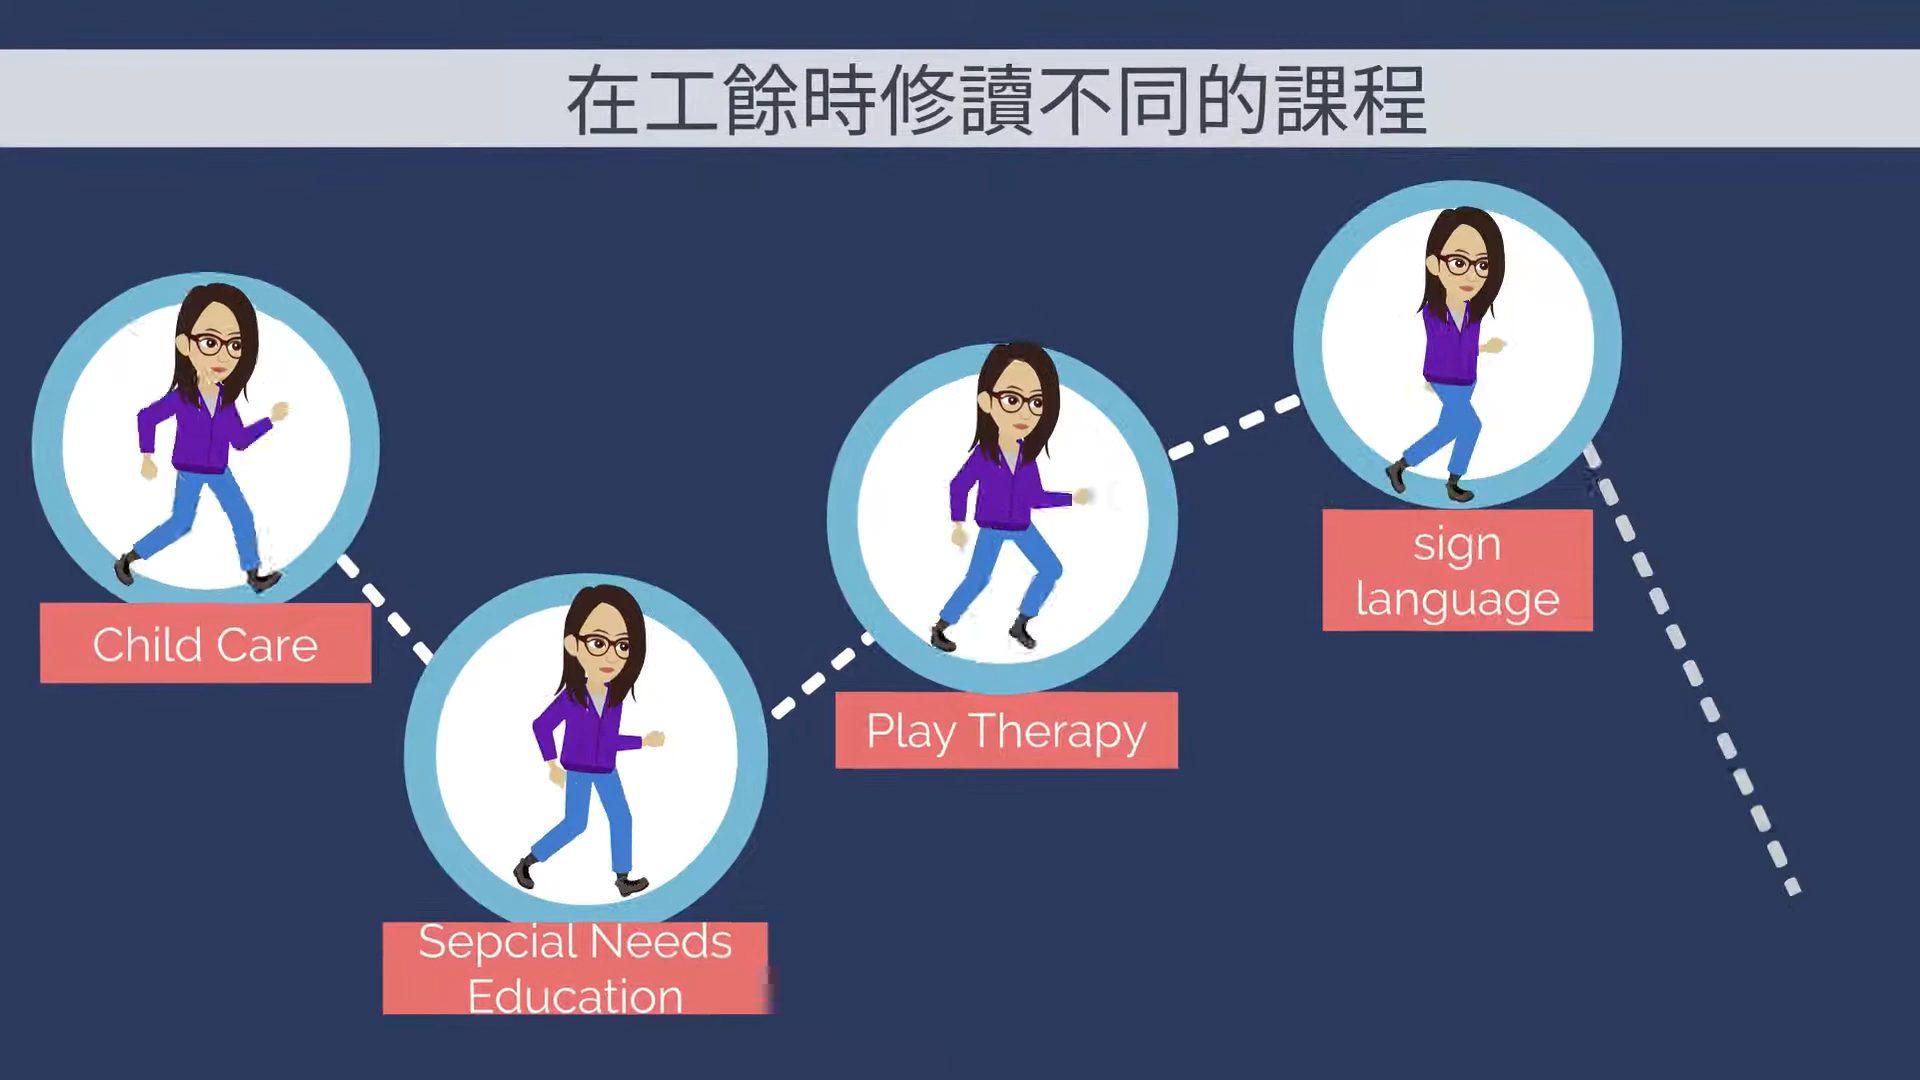 在工餘時修讀不同的課程
Child Care
Sepcial Needs
Education
Play Therapy
sign
language